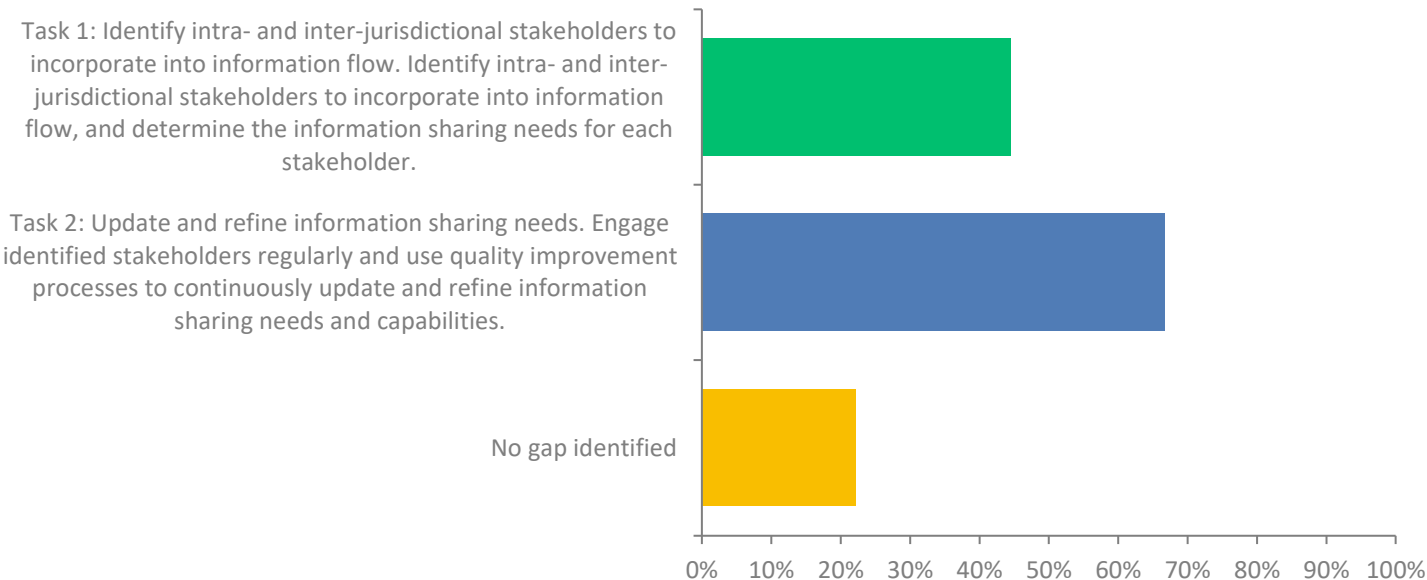 Task 1: Identify intra- and inter-jurisdictional stakeholders to
incorporate into information flow. Identify intra- and inter-
jurisdictional stakeholders to incorporate into information
flow, and determine the information sharing needs for each
stakeholder.
Task 2: Update and refine information sharing needs. Engage
identified stakeholders regularly and use quality improvement
processes to continuously update and refine information
sharing needs and capabilities.
No gap identified
0% 10% 20% 30% 40% 50% 60% 70% 80% 90% 100%